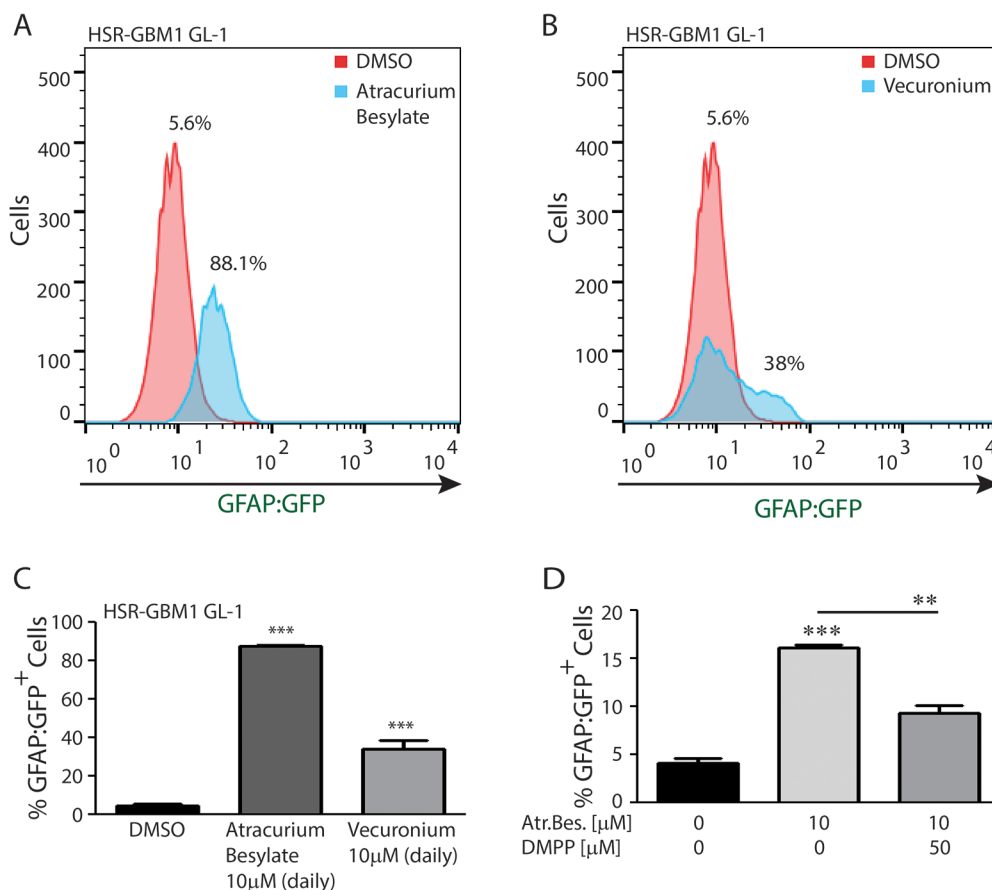 A
HSR-GBM1 GL-1
DMSO
Atracurium
Besylate
5.6%
88.1%
500
400
300
200
100
0
Cells
10^0 10^1 10^2 10^3 10^4
GFAP:GFP
B
HSR-GBM1 GL-1
DMSO
Vecuronium
5.6%
38%
500
400
300
200
100
0
Cells
10^0 10^1 10^2 10^3 10^4
GFAP:GFP
C
HSR-GBM1 GL-1
% GFAP:GFP+ Cells
100
80
60
40
20
0
***
***
DMSO
Atracurium
Besylate
10μM (daily)
Vecuronium
10μM (daily)
D
% GFAP:GFP+ Cells
20
15
10
5
0
***
**
Atr.Bes. [μM] 0 10 10
DMPP [μM] 0 0 50